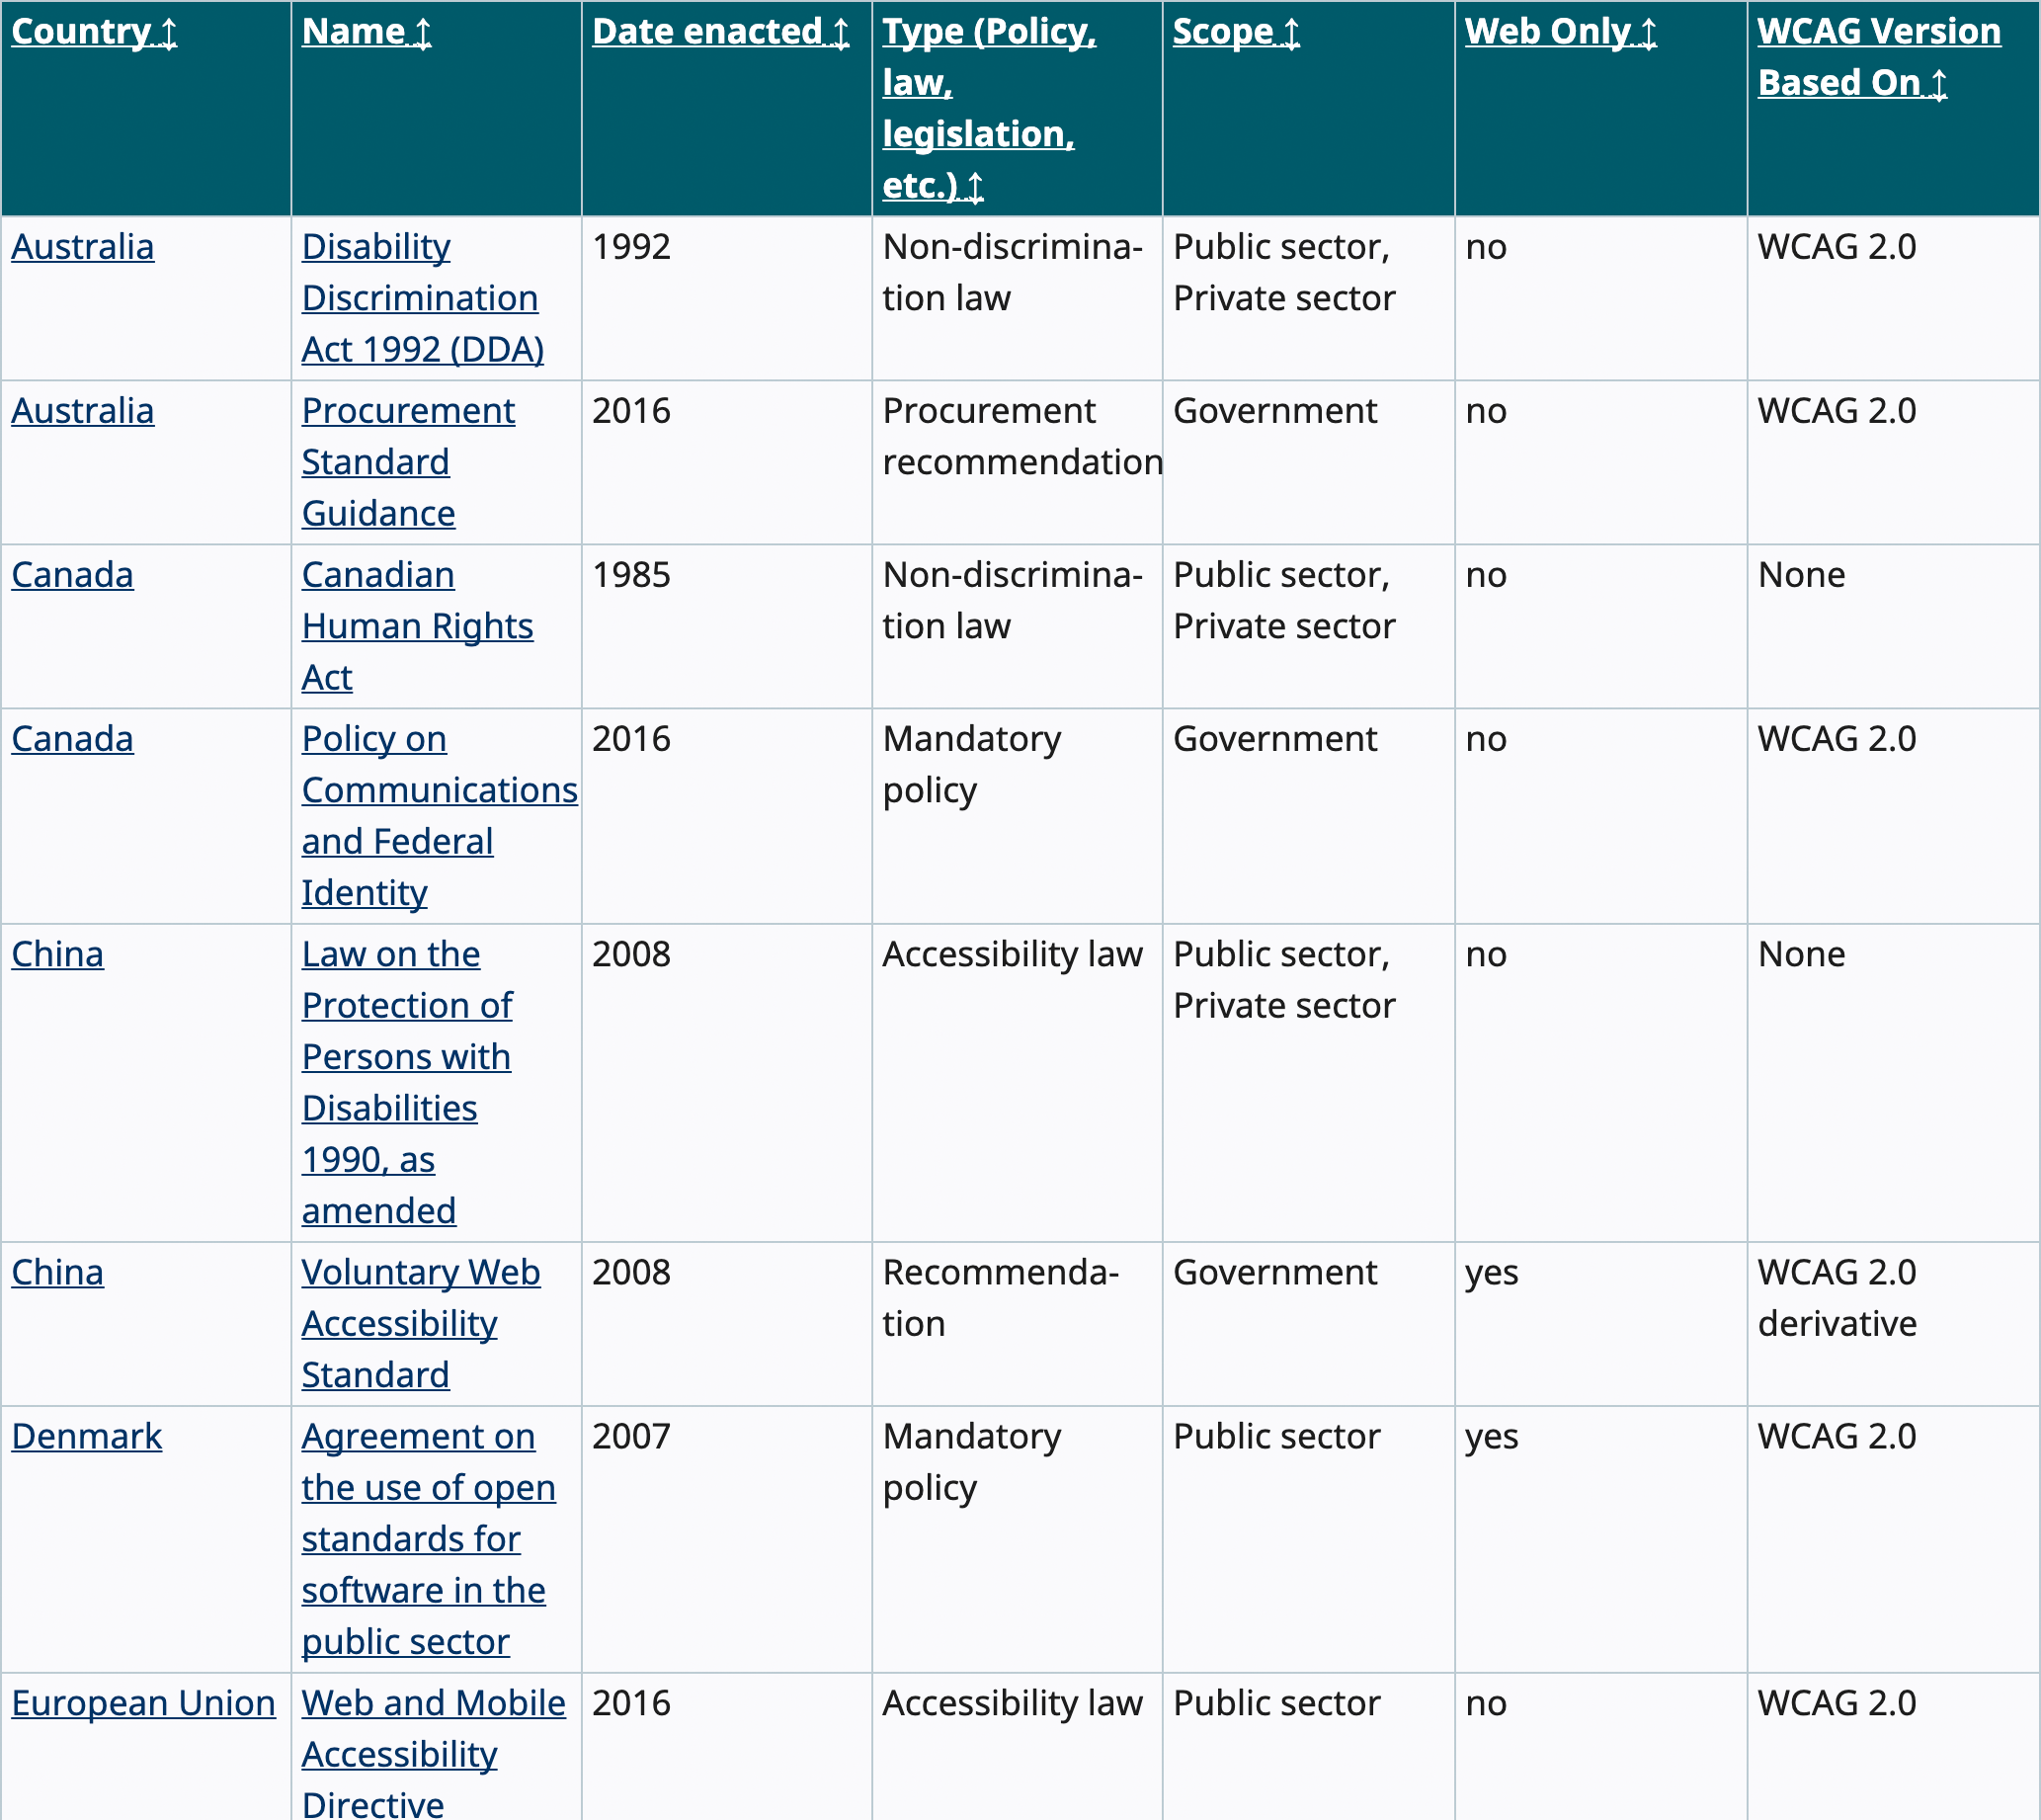 Country ↕
Name ↕
Date enacted ↕
Type (Policy,
law,
legislation,
etc.) ↕
Scope ↕
Web Only ↕
WCAG Version
Based On ↕
Australia
Disability
Discrimination
Act 1992 (DDA)
1992
Non-discrimina-
tion law
Public sector,
Private sector
no
WCAG 2.0
Australia
Procurement
Standard
Guidance
2016
Procurement
recommendation
Government
no
WCAG 2.0
Canada
Canadian
Human Rights
Act
1985
Non-discrimina-
tion law
Public sector,
Private sector
no
None
Canada
Policy on
Communications
and Federal
Identity
2016
Mandatory
policy
Government
no
WCAG 2.0
China
Law on the
Protection of
Persons with
Disabilities
1990, as
amended
2008
Accessibility law
Public sector,
Private sector
no
None
China
Voluntary Web
Accessibility
Standard
2008
Recommenda-
tion
Government
yes
WCAG 2.0
derivative
Denmark
Agreement on
the use of open
standards for
software in the
public sector
2007
Mandatory
policy
Public sector
yes
WCAG 2.0
European Union
Web and Mobile
Accessibility
Directive
2016
Accessibility law
Public sector
no
WCAG 2.0